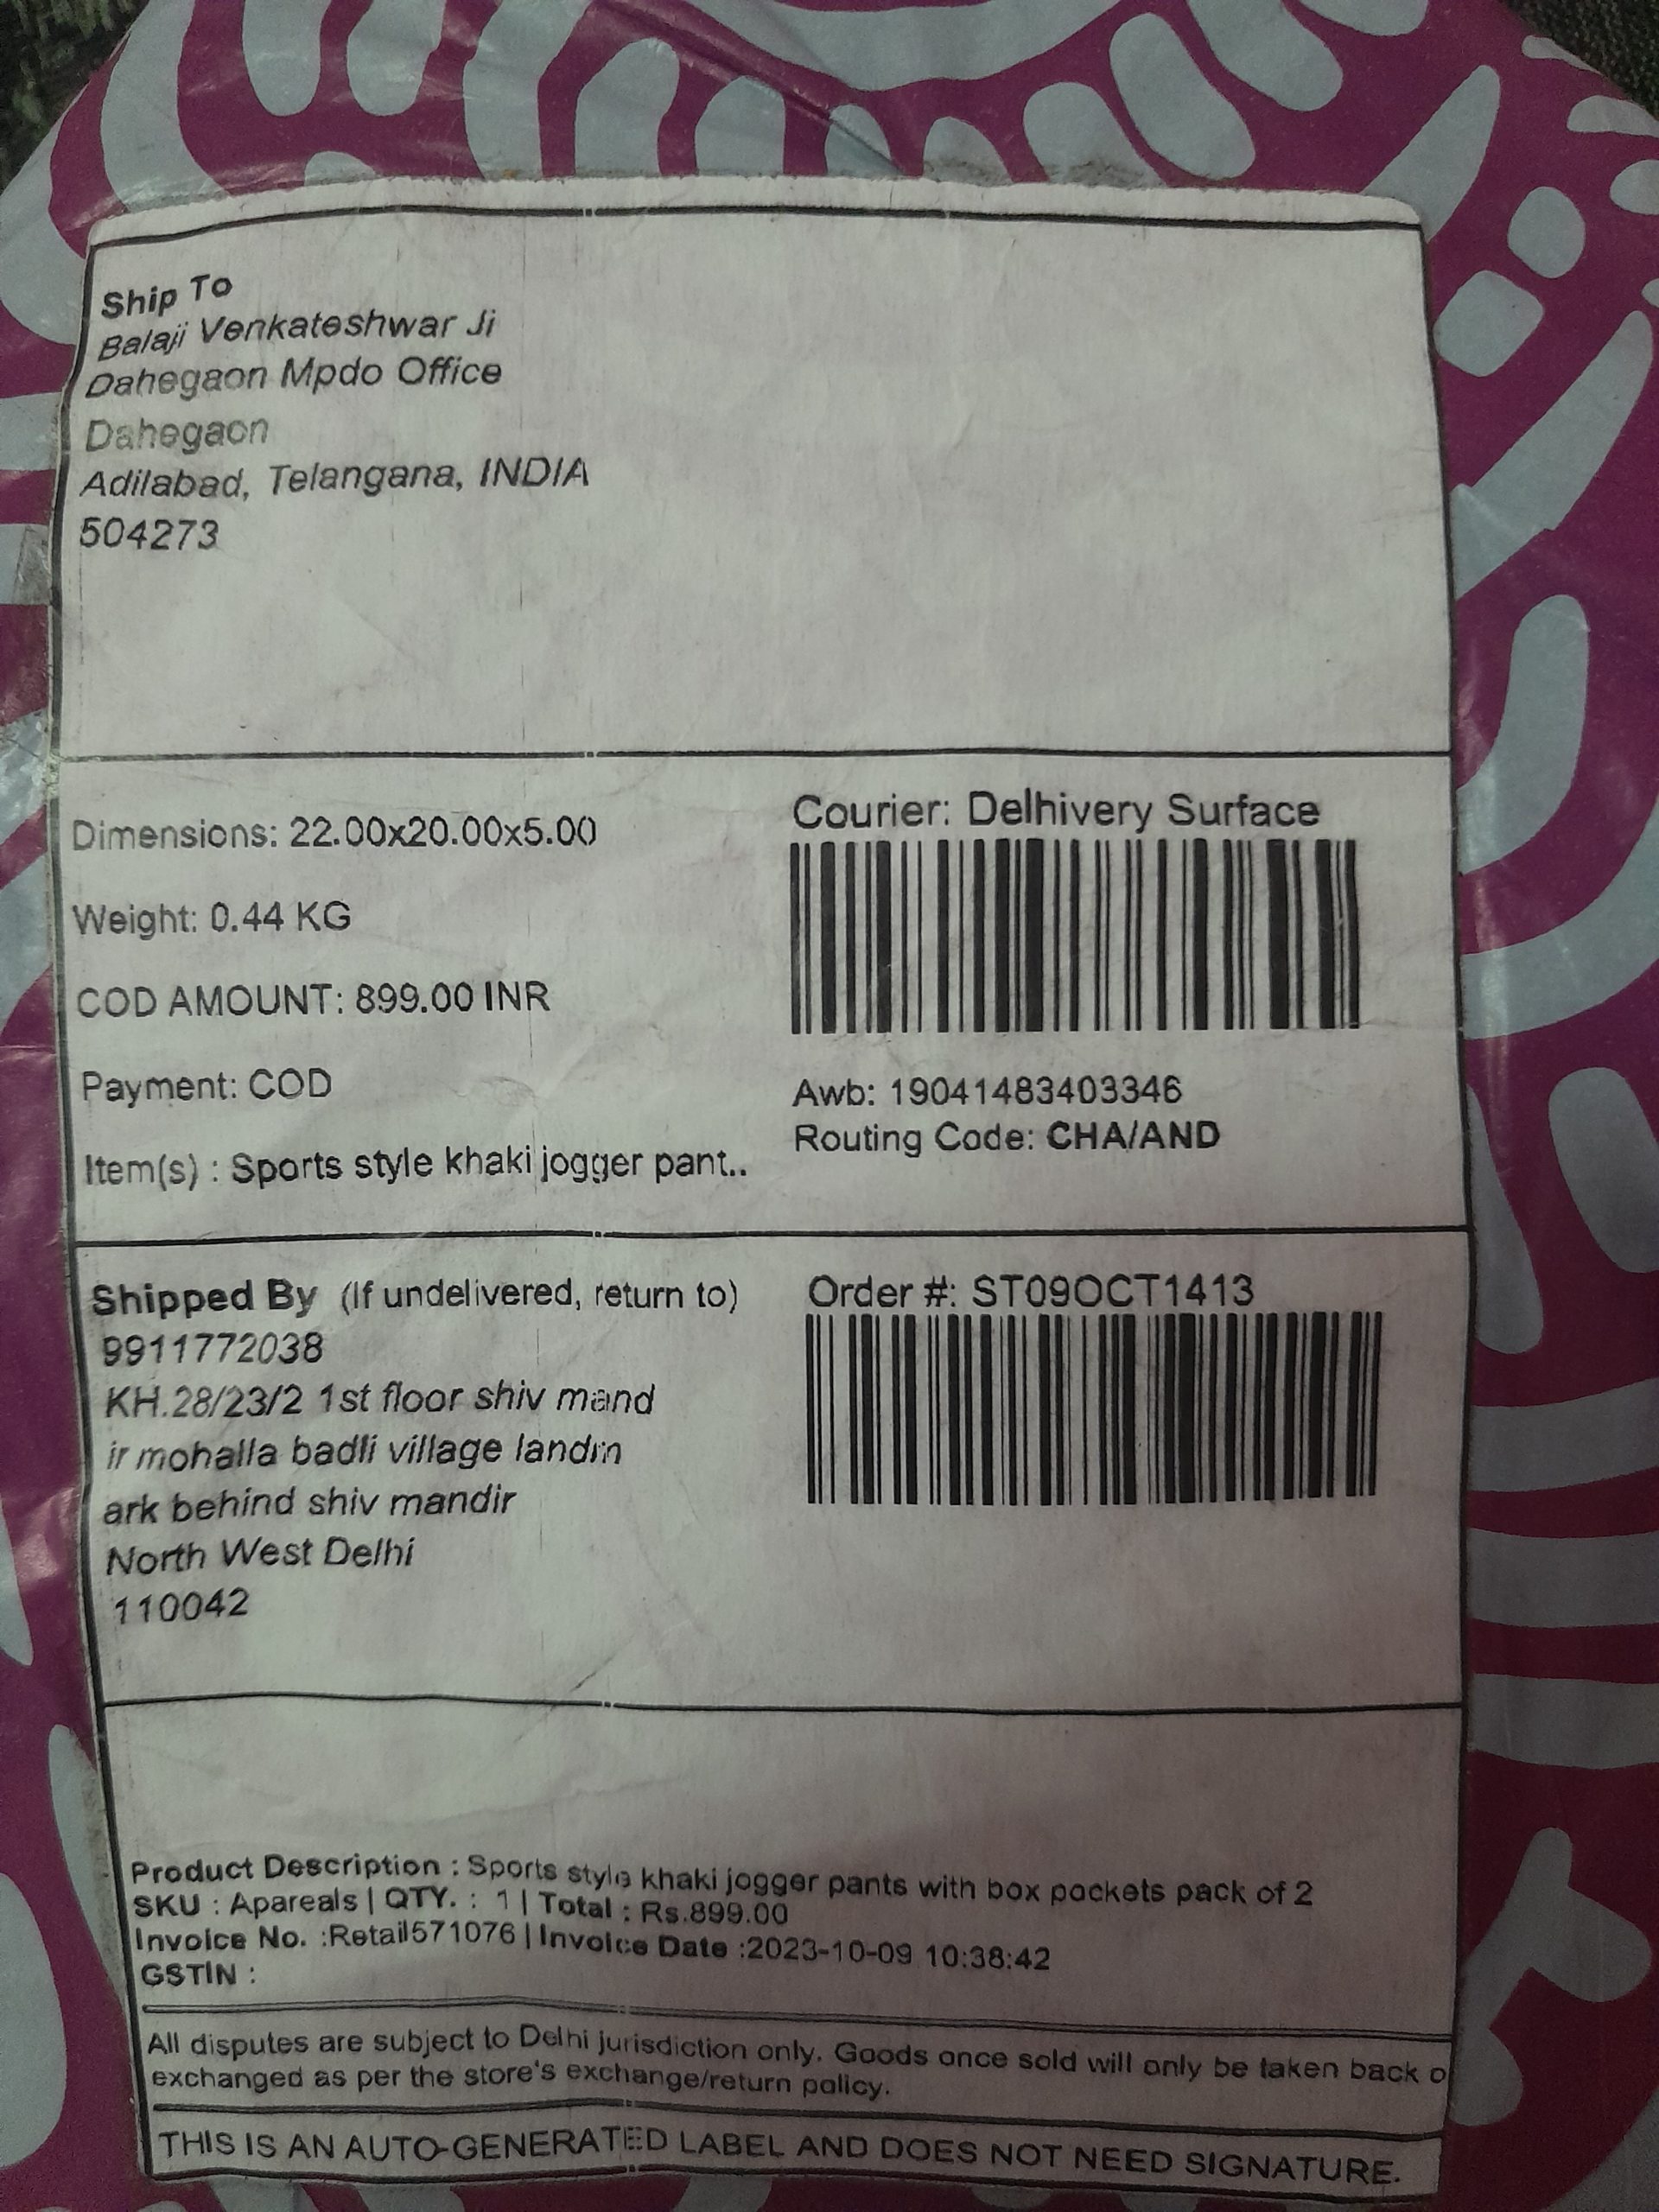 Ship To
Balaji Venkateshwar Ji
Dahegaon Mpdo Office
Dahegaon
Adilabad, Telangana, INDIA
504273
Dimensions: 22.00x20.00x5.00
Weight: 0.44 KG
COD AMOUNT: 899.00 INR
Payment: COD
Item(s) : Sports style khaki jogger pant..
Courier: Delhivery Surface
Awb: 19041483403346
Routing Code: CHA/AND
Shipped By (If undelivered, return to)
9911772038
KH.28/23/2 1st floor shiv mand
ir mohalla badli village landm
ark behind shiv mandir
North West Delhi
110042
Order #: ST09OCT1413
Product Description : Sports style khaki jogger pants with box pockets pack of 2
SKU : Apareals | QTY. : 1 | Total : Rs.899.00
Invoice No. :Retail571076 | Invoice Date :2023-10-09 10:38:42
GSTIN :
All disputes are subject to Delhi jurisdiction only. Goods once sold will only be taken back o
exchanged as per the store's exchange/return policy.
THIS IS AN AUTO-GENERATED LABEL AND DOES NOT NEED SIGNATURE.